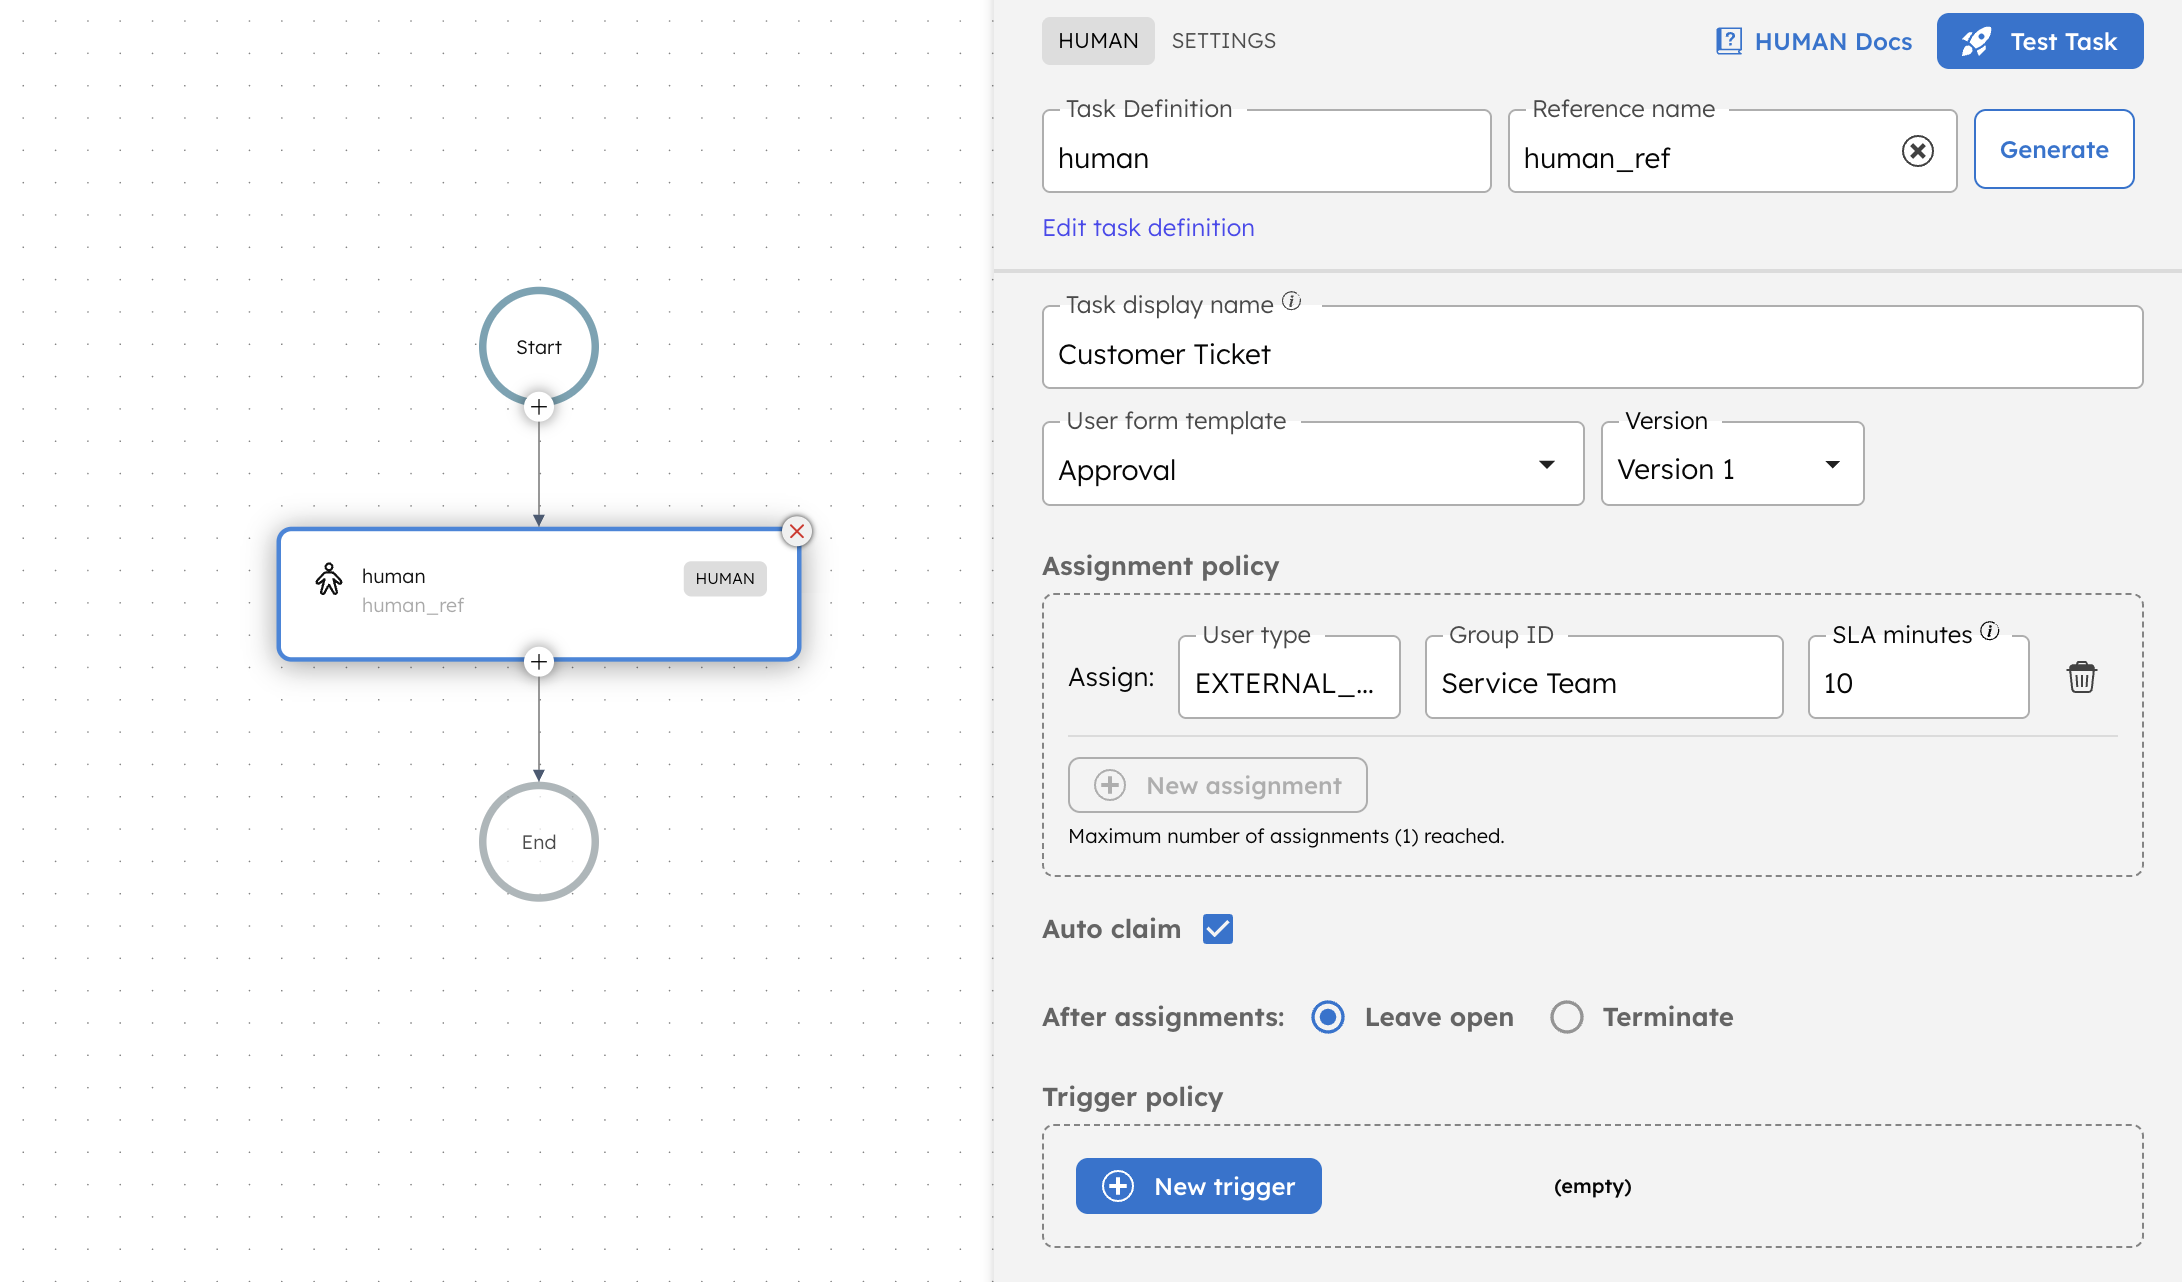 Start
human
human_ref
HUMAN
End
HUMAN
SETTINGS
HUMAN Docs
Test Task
Task Definition
human
Reference name
human_ref
Generate
Edit task definition
Task display name
Customer Ticket
User form template
Approval
Version
Version 1
Assignment policy
Assign:
User type
EXTERNAL_...
Group ID
Service Team
SLA minutes
10
New assignment
Maximum number of assignments (1) reached.
Auto claim
After assignments:
Leave open
Terminate
Trigger policy
New trigger
(empty)